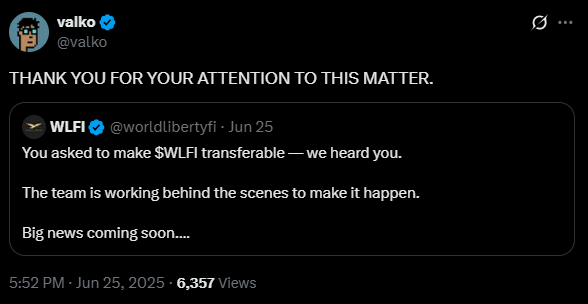 valko
@valko
THANK YOU FOR YOUR ATTENTION TO THIS MATTER.
WLFI @worldlibertyfi · Jun 25
You asked to make $WLFI transferable — we heard you.
The team is working behind the scenes to make it happen.
Big news coming soon....
5:52 PM · Jun 25, 2025 · 6,357 Views